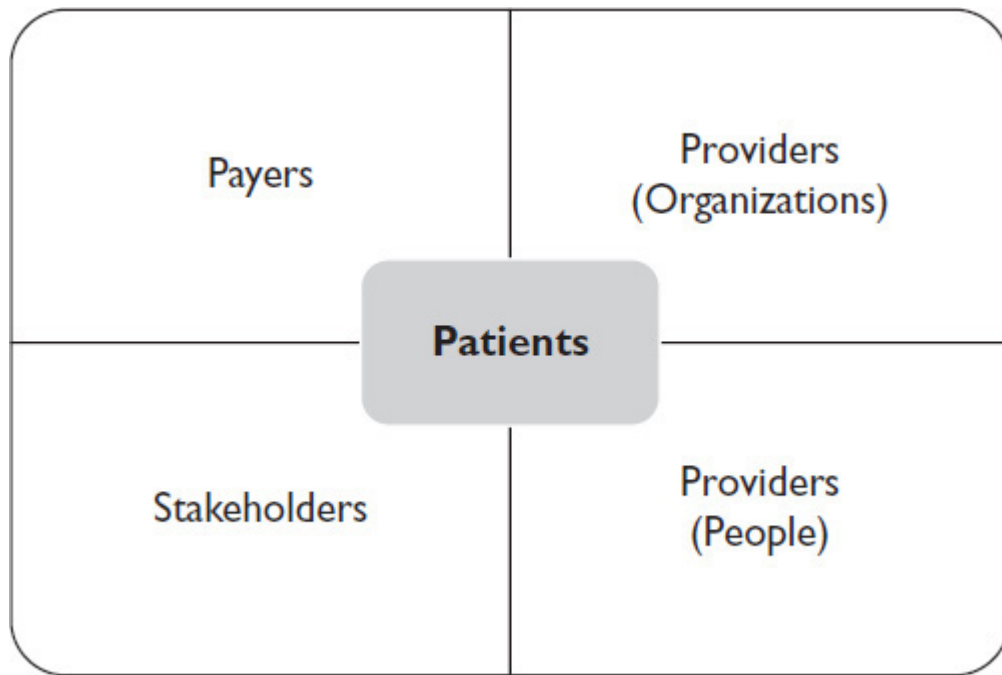 Payers
Providers
(Organizations)
Patients
Stakeholders
Providers
(People)